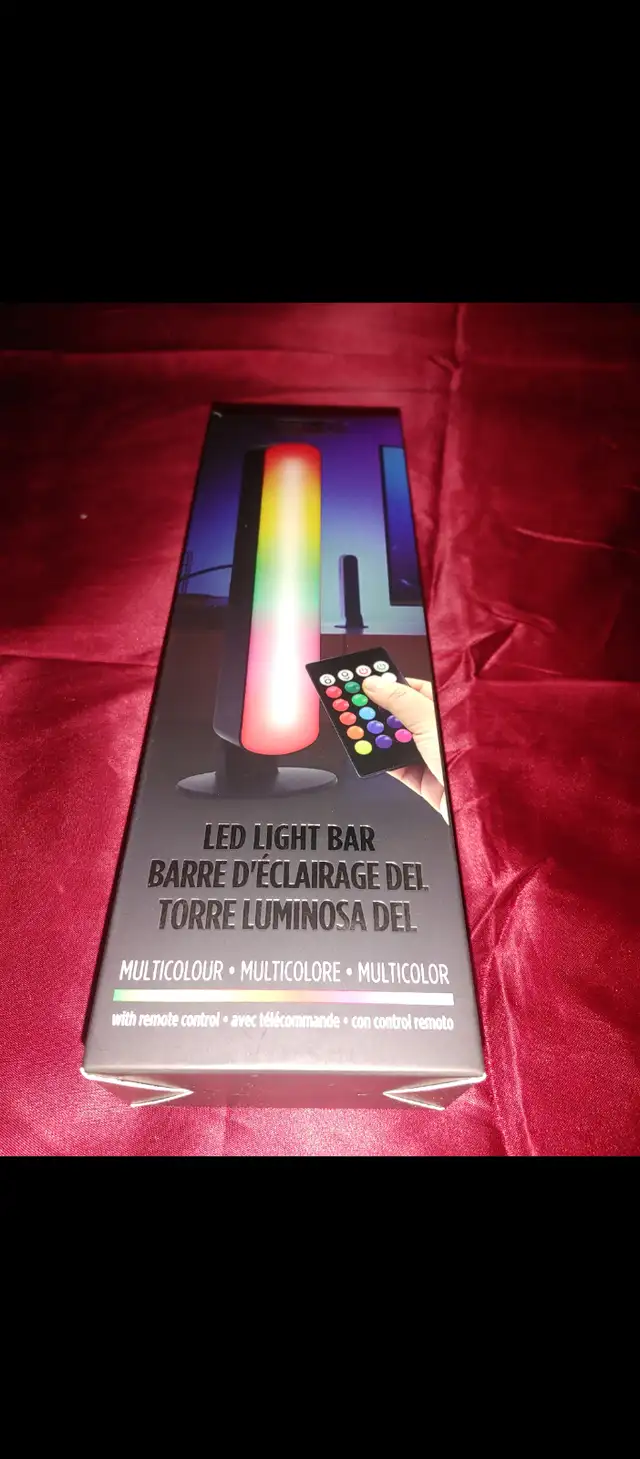 LED LIGHT BAR
BARRE D'ÉCLAIRAGE DEL
TORRE LUMINOSA DEL
MULTICOLOUR • MULTICOLORE • MULTICOLOR
with remote control • avec télécommande • con control remoto